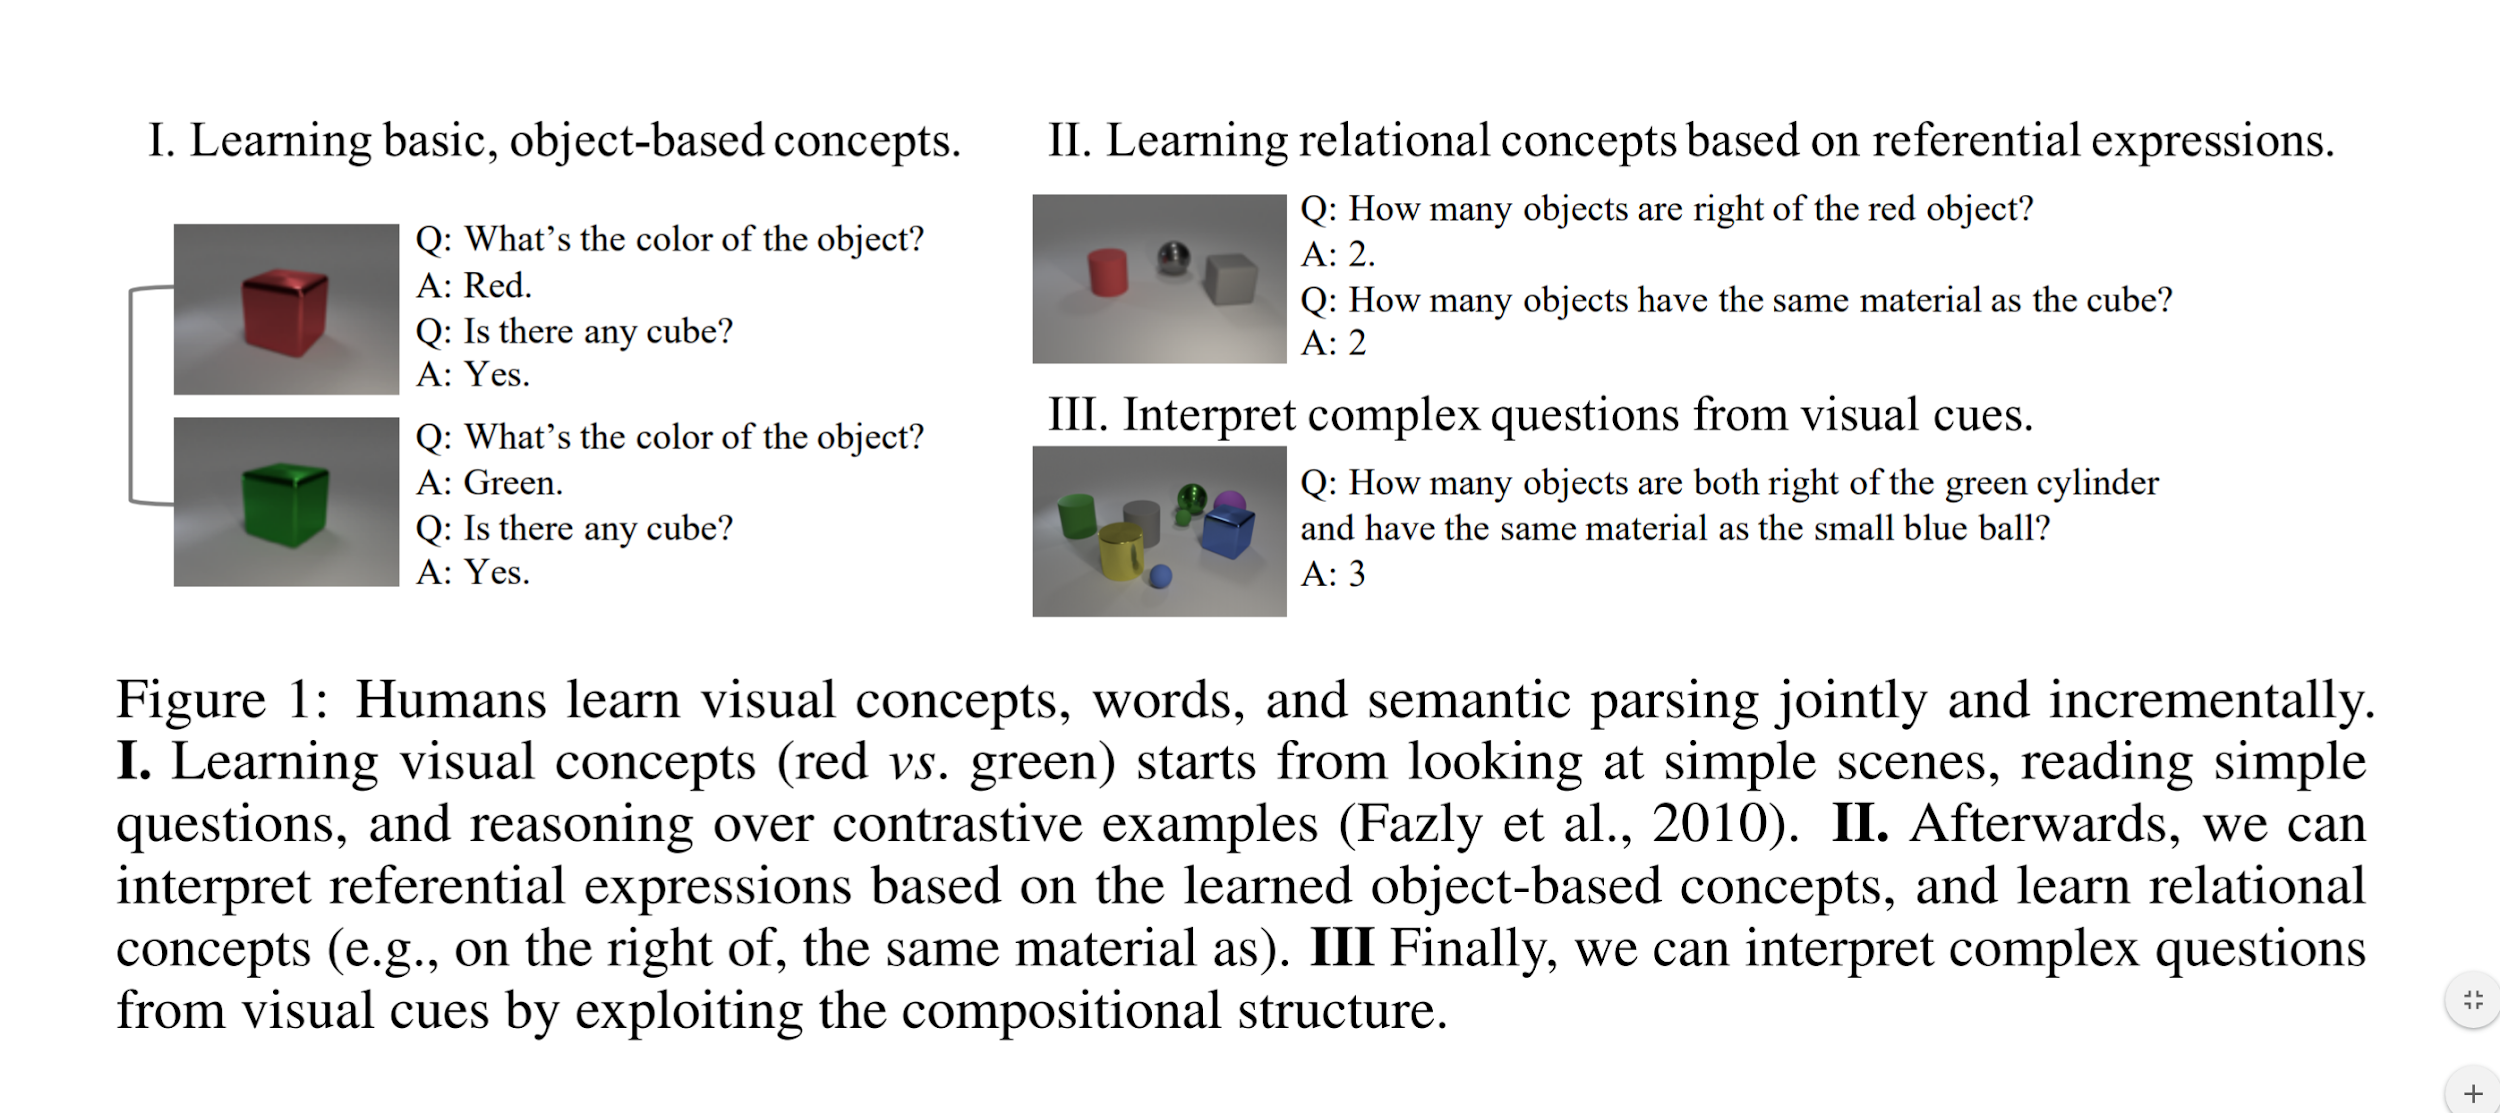 I. Learning basic, object-based concepts.
Q: What's the color of the object?
A: Red.
Q: Is there any cube?
A: Yes.
Q: What's the color of the object?
A: Green.
Q: Is there any cube?
A: Yes.
II. Learning relational concepts based on referential expressions.
Q: How many objects are right of the red object?
A: 2.
Q: How many objects have the same material as the cube?
A: 2
III. Interpret complex questions from visual cues.
Q: How many objects are both right of the green cylinder
and have the same material as the small blue ball?
A: 3
Figure 1: Humans learn visual concepts, words, and semantic parsing jointly and incrementally.
I. Learning visual concepts (red vs. green) starts from looking at simple scenes, reading simple
questions, and reasoning over contrastive examples (Fazly et al., 2010). II. Afterwards, we can
interpret referential expressions based on the learned object-based concepts, and learn relational
concepts (e.g., on the right of, the same material as). III Finally, we can interpret complex questions
from visual cues by exploiting the compositional structure.